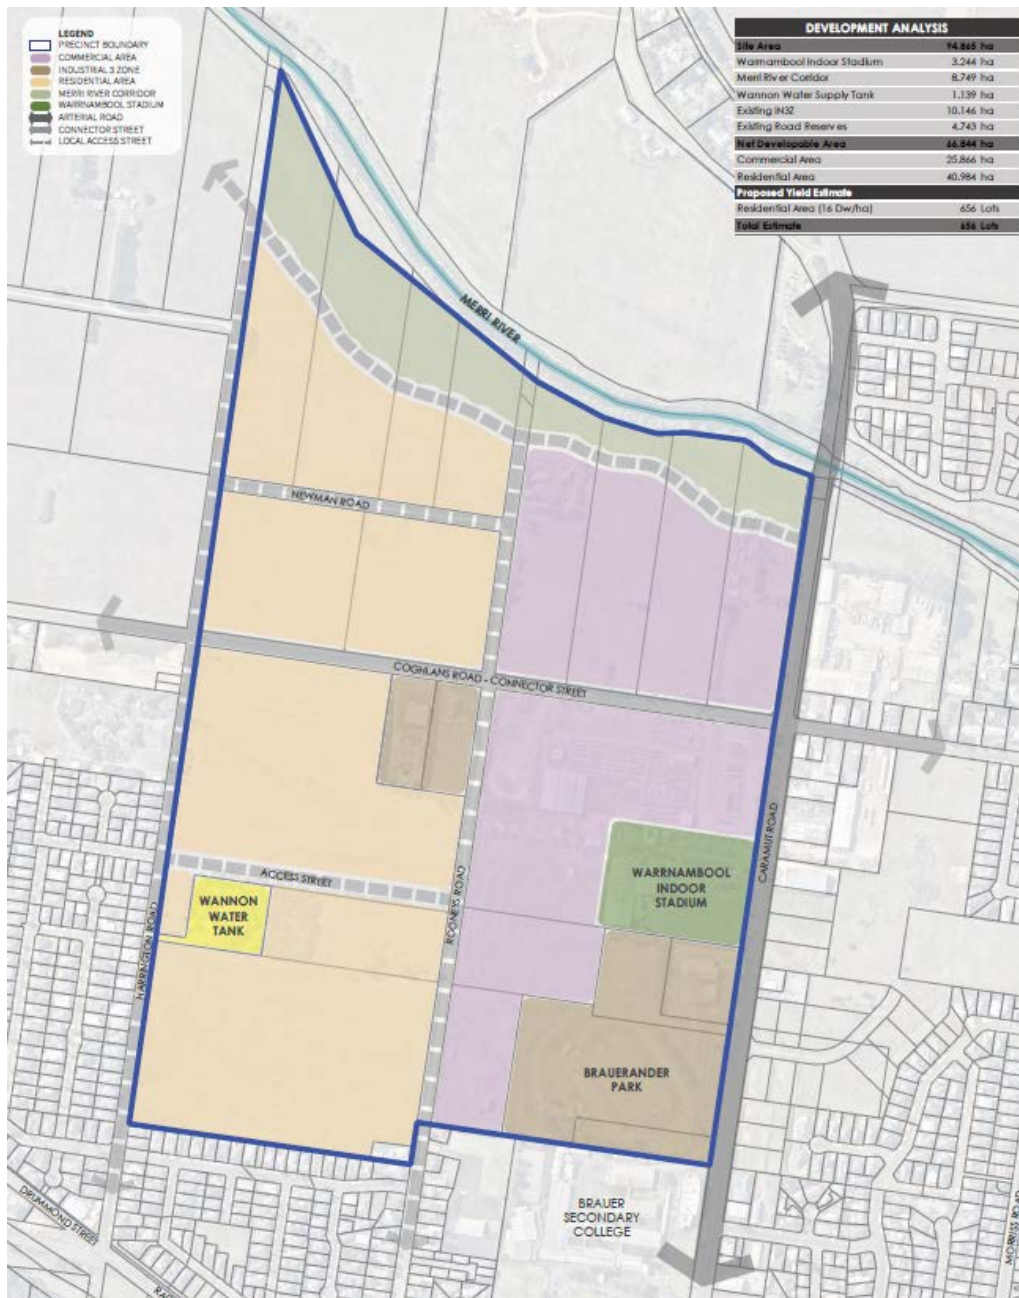 LEGEND
PRECINCT BOUNDARY
COMMERCIAL AREA
INDUSTRIAL 3 ZONE
RESIDENTIAL AREA
MERRI RIVER CORRIDOR
WARRNAMBOOL STADIUM
ARTERIAL ROAD
CONNECTOR STREET
LOCAL ACCESS STREET
DEVELOPMENT ANALYSIS
Site Area 94.865 ha
Warrnambool Indoor Stadium 3.244 ha
Merri River Corridor 8.749 ha
Wannon Water Supply Tank 1.139 ha
Existing IN3Z 10.146 ha
Existing Road Reserves 4.743 ha
Net Developable Area 66.844 ha
Commercial Area 25.866 ha
Residential Area 40.984 ha
Proposed Yield Estimate
Residential Area (16 Dw/ha) 656 Lots
Total Estimate 656 Lots
MERRI RIVER
NEWMAN ROAD
COGHLANS ROAD - CONNECTOR STREET
CARAMUT ROAD
WARRNAMBOOL
INDOOR
STADIUM
ACCESS STREET
WANNON
WATER
TANK
ROONEYS ROAD
HARRINGTON ROAD
BRAUERANDER
PARK
BRAUER
SECONDARY
COLLEGE
DRUMMOND STREET
MORRISS ROAD